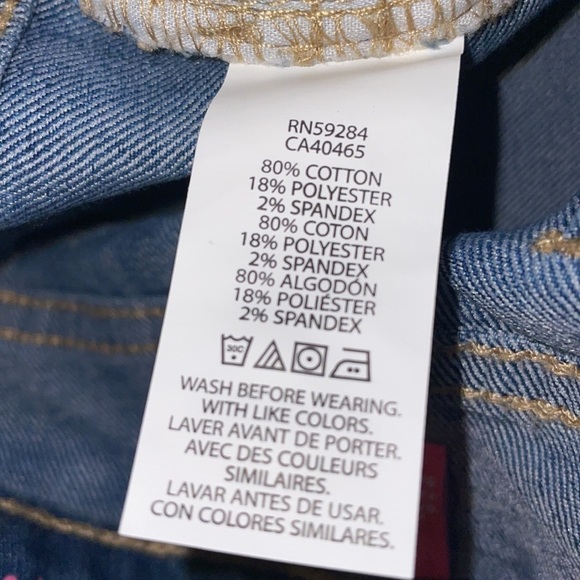 RN59284
CA40465
80% COTTON
18% POLYESTER
2% SPANDEX
80% COTON
18% POLYESTER
2% SPANDEX
80% ALGODÓN
18% POLIÉSTER
2% SPANDEX
30C
WASH BEFORE WEARING.
WITH LIKE COLORS.
LAVER AVANT DE PORTER.
AVEC DES COULEURS
SIMILAIRES.
LAVAR ANTES DE USAR.
CON COLORES SIMILARES.